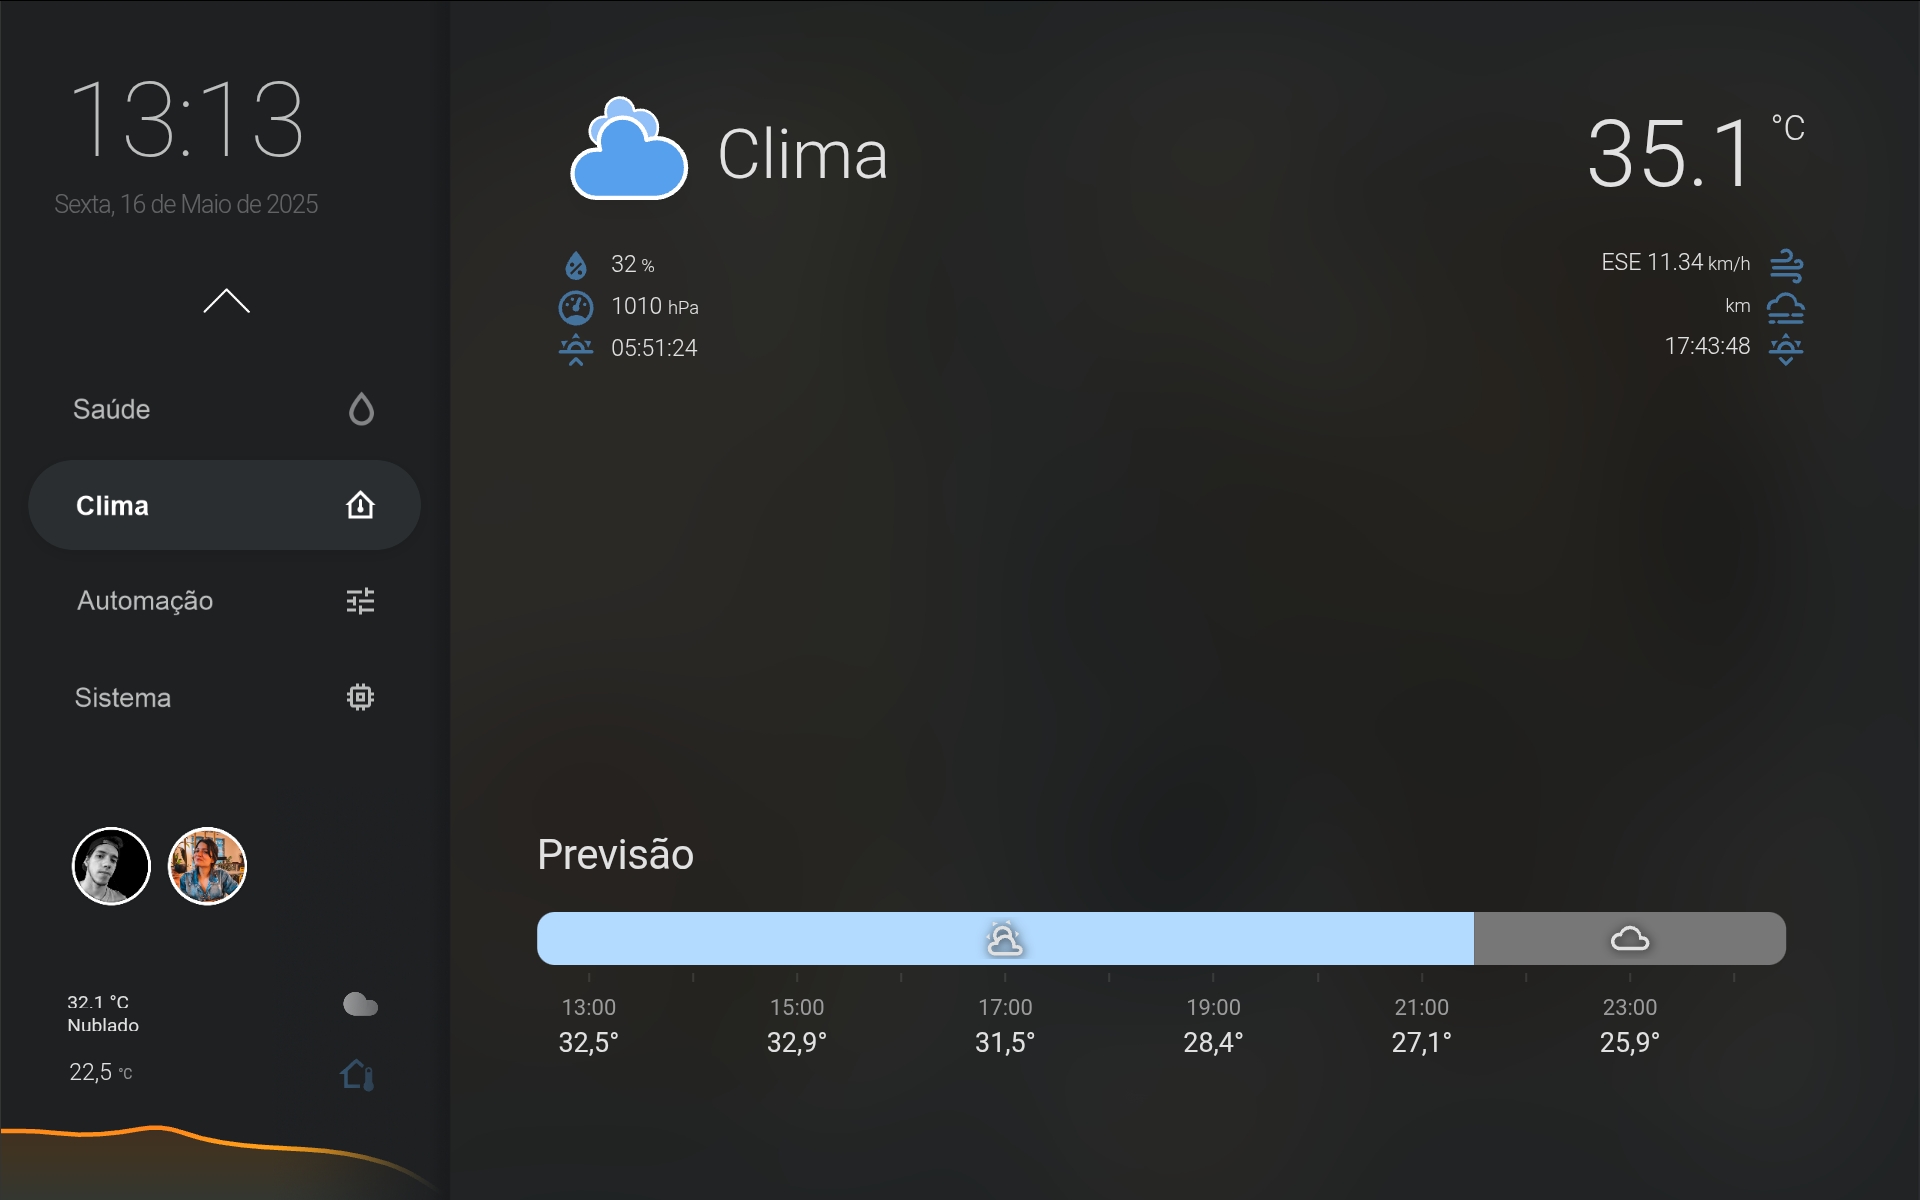 13:13
Sexta, 16 de Maio de 2025
Saúde
Clima
Automação
Sistema
32.1 °C
Nublado
22,5 °C
Clima
35.1 °C
32 %
1010 hPa
05:51:24
ESE 11.34 km/h
km
17:43:48
Previsão
13:00 15:00 17:00 19:00 21:00 23:00
32,5° 32,9° 31,5° 28,4° 27,1° 25,9°